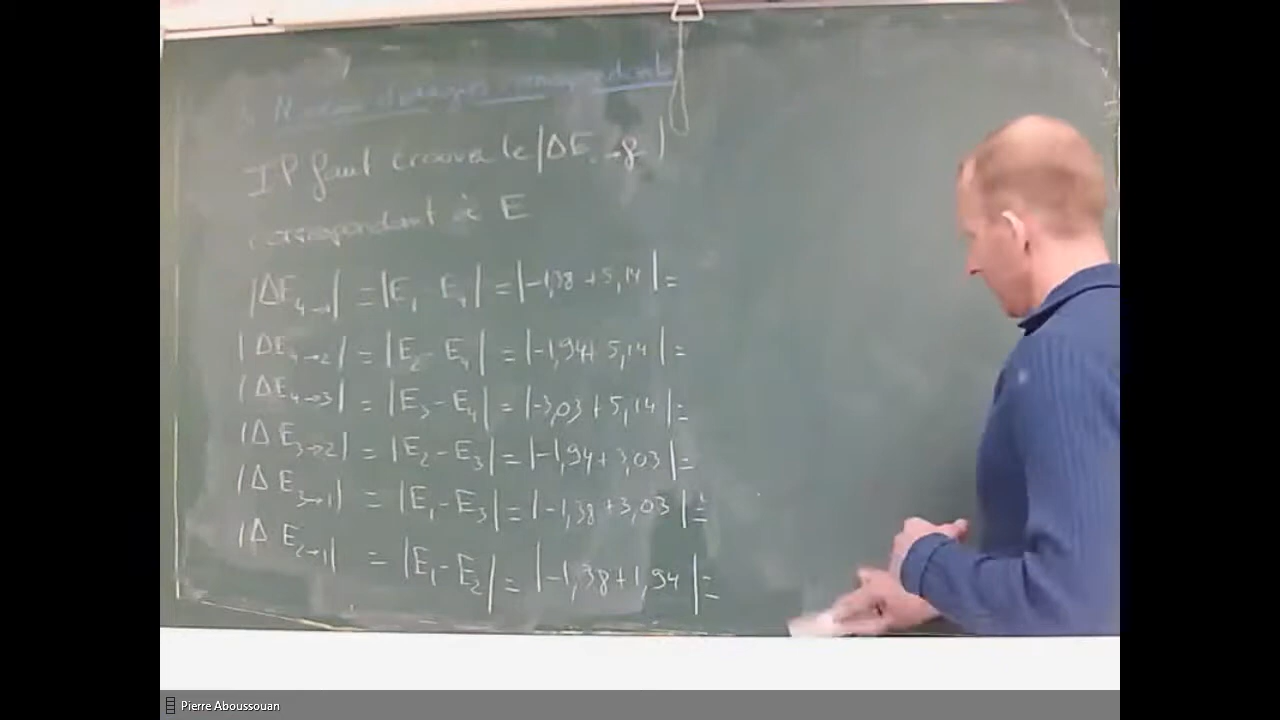 Il faut trouver le |ΔE i→f |
correspondant à E
|ΔE₄→₁| = |E₁ - E₄| = |-1,38 + 5,14| =
|ΔE₄→₂| = |E₂ - E₄| = |-1,94 + 5,14| =
|ΔE₄→₃| = |E₃ - E₄| = |-3,03 + 5,14| =
|ΔE₃→₂| = |E₂ - E₃| = |-1,94 + 3,03| =
|ΔE₃→₁| = |E₁ - E₃| = |-1,38 + 3,03| =
|ΔE₂→₁| = |E₁ - E₂| = |-1,38 + 1,94| =
Pierre Aboussouan